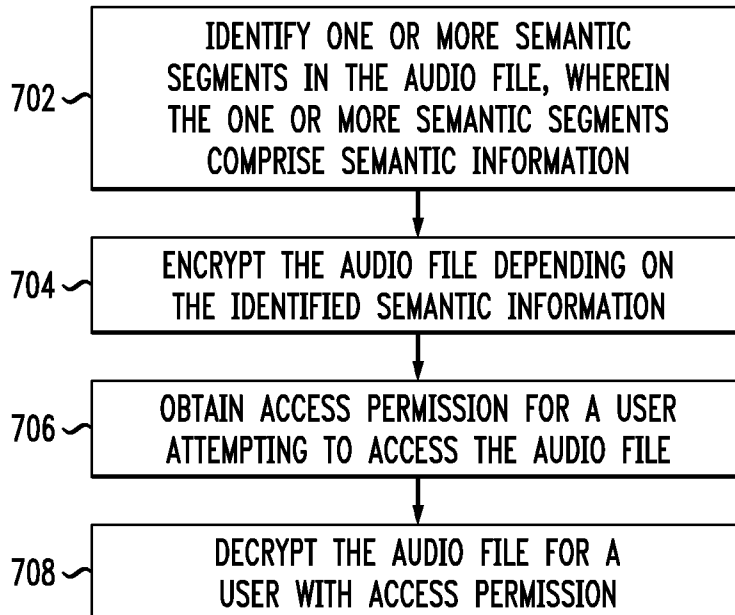 IDENTIFY ONE OR MORE SEMANTIC
SEGMENTS IN THE AUDIO FILE, WHEREIN
702
THE ONE OR MORE SEMANTIC SEGMENTS
COMPRISE SEMANTIC INFORMATION
ENCRYPT THE AUDIO FILE DEPENDING ON
704
THE IDENTIFIED SEMANTIC INFORMATION
OBTAIN ACCESS PERMISSION FOR A USER
706
ATTEMPTING TO ACCESS THE AUDIO FILE
DECRYPT THE AUDIO FILE FOR A
708
USER WITH ACCESS PERMISSION